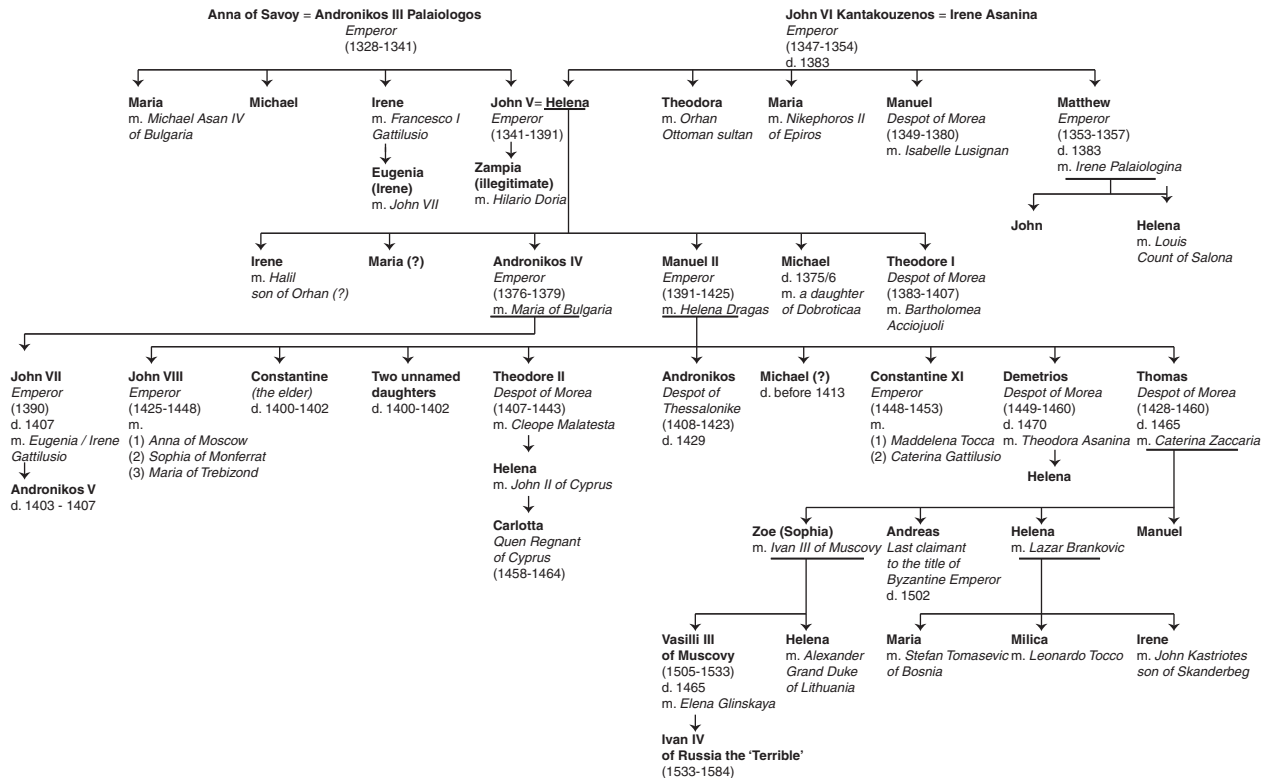 Anna of Savoy = Andronikos III Palaiologos
Emperor
(1328-1341)
John VI Kantakouzenos = Irene Asanina
Emperor
(1347-1354)
d. 1383
Maria
m. Michael Asan IV
of Bulgaria
Michael
Irene
m. Francesco I
Gattilusio
Eugenia
(Irene)
m. John VII
John V= Helena
Emperor
(1341-1391)
Zampia
(illegitimate)
m. Hilario Doria
Theodora
m. Orhan
Ottoman sultan
Maria
m. Nikephoros II
of Epiros
Manuel
Despot of Morea
(1349-1380)
m. Isabelle Lusignan
Matthew
Emperor
(1353-1357)
d. 1383
m. Irene Palaiologina
John
Helena
m. Louis
Count of Salona
Irene
m. Halil
son of Orhan (?)
Maria (?)
Andronikos IV
Emperor
(1376-1379)
m. Maria of Bulgaria
Manuel II
Emperor
(1391-1425)
m. Helena Dragas
Michael
d. 1375/6
m. a daughter
of Dobroticaa
Theodore I
Despot of Morea
(1383-1407)
m. Bartholomea
Acciojuoli
John VII
Emperor
(1390)
d. 1407
m. Eugenia / Irene
Gattilusio
Andronikos V
d. 1403 - 1407
John VIII
Emperor
(1425-1448)
m.
(1) Anna of Moscow
(2) Sophia of Monferrat
(3) Maria of Trebizond
Constantine
(the elder)
d. 1400-1402
Two unnamed
daughters
d. 1400-1402
Theodore II
Despot of Morea
(1407-1443)
m. Cleope Malatesta
Helena
m. John II of Cyprus
Carlotta
Quen Regnant
of Cyprus
(1458-1464)
Andronikos
Despot of
Thessalonike
(1408-1423)
d. 1429
Michael (?)
d. before 1413
Constantine XI
Emperor
(1448-1453)
m.
(1) Maddelena Tocca
(2) Caterina Gattilusio
Demetrios
Despot of Morea
(1449-1460)
d. 1470
m. Theodora Asanina
Helena
Thomas
Despot of Morea
(1428-1460)
d. 1465
m. Caterina Zaccaria
Zoe (Sophia)
m. Ivan III of Muscovy
Andreas
Last claimant
to the title of
Byzantine Emperor
d. 1502
Helena
m. Lazar Brankovic
Manuel
Vasilli III
of Muscovy
(1505-1533)
d. 1465
m. Elena Glinskaya
Ivan IV
of Russia the ‘Terrible’
(1533-1584)
Helena
m. Alexander
Grand Duke
of Lithuania
Maria
m. Stefan Tomasevic
of Bosnia
Milica
m. Leonardo Tocco
Irene
m. John Kastriotes
son of Skanderbeg